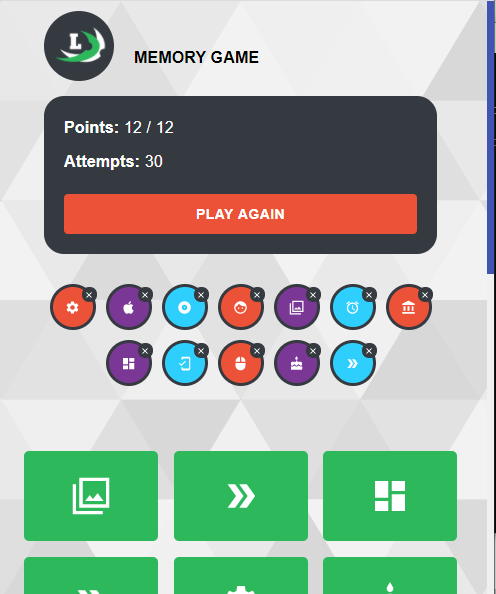 L
MEMORY GAME
Points: 12 / 12
Attempts: 30
PLAY AGAIN